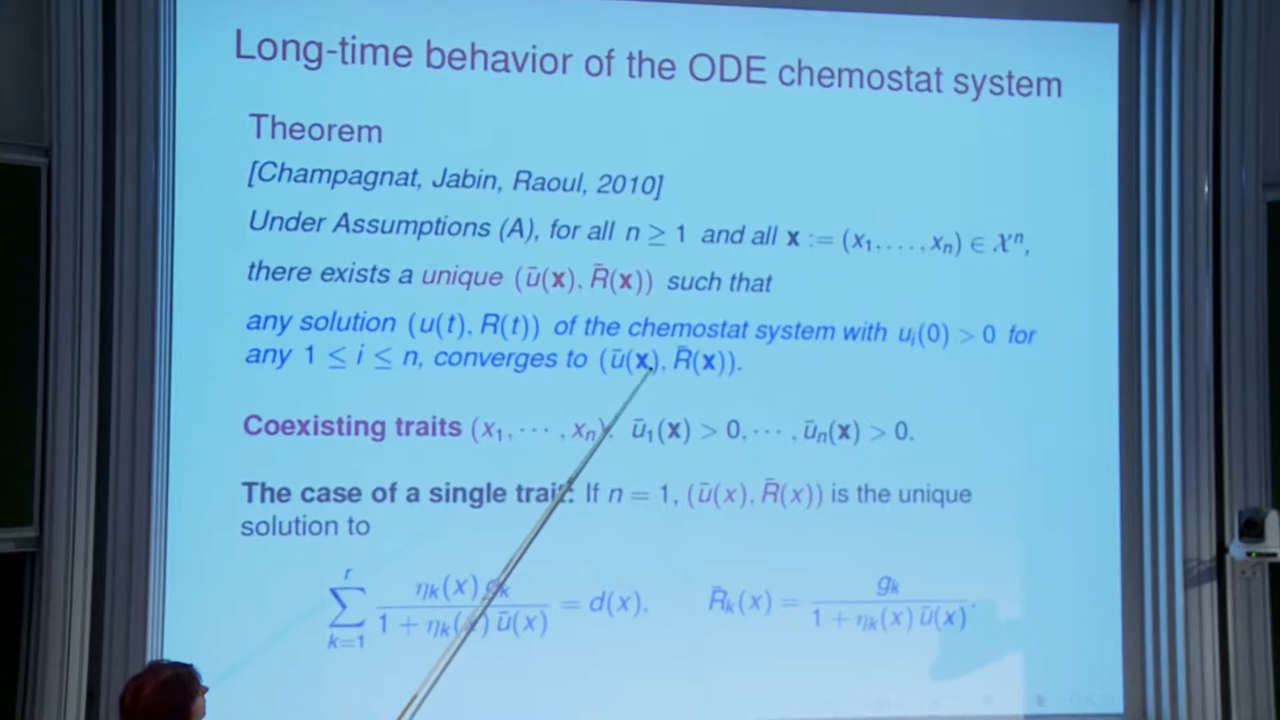 Long-time behavior of the ODE chemostat system
Theorem
[Champagnat, Jabin, Raoul, 2010]
Under Assumptions (A), for all n ≥ 1 and all x := (x₁, . . . , xₙ) ∈ 𝒳ⁿ,
there exists a unique (ū(x), R̄(x)) such that
any solution (u(t), R(t)) of the chemostat system with uᵢ(0) > 0 for
any 1 ≤ i ≤ n, converges to (ū(x), R̄(x)).
Coexisting traits (x₁, ··· , xₙ): ū₁(x) > 0, ··· , ūₙ(x) > 0.
The case of a single trait: If n = 1, (ū(x), R̄(x)) is the unique
solution to
∑_{k=1}^{r} ηₖ(x) gₖ / (1 + ηₖ(x) ū(x)) = d(x), R̄ₖ(x) = gₖ / (1 + ηₖ(x) ū(x)).